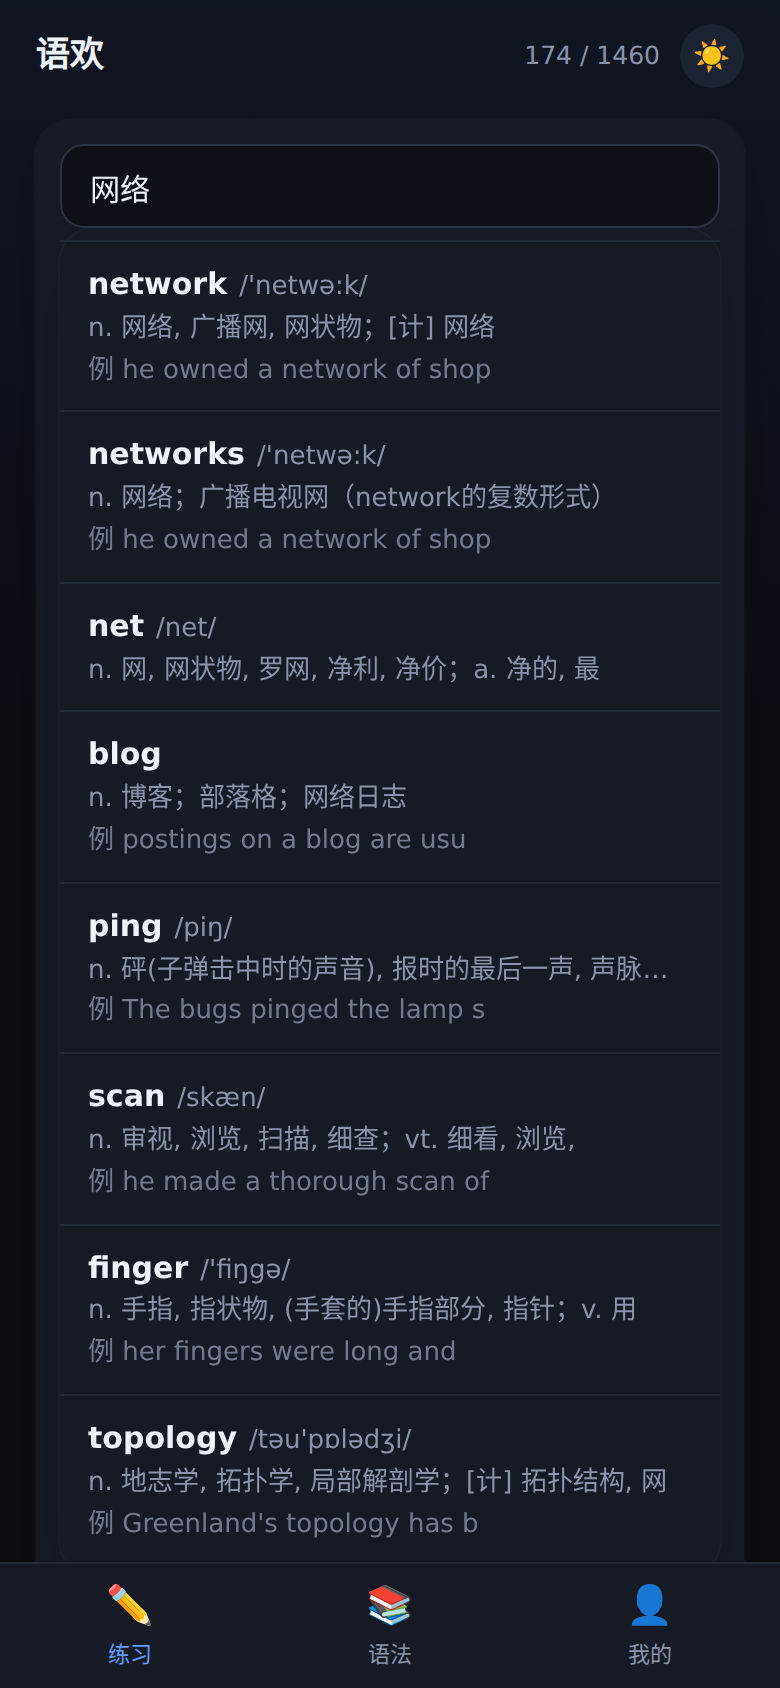 语欢
174 / 1460
网络
network /'netwə:k/
n. 网络, 广播网, 网状物；[计] 网络
例 he owned a network of shop
networks /'netwə:k/
n. 网络；广播电视网（network的复数形式）
例 he owned a network of shop
net /net/
n. 网, 网状物, 罗网, 净利, 净价；a. 净的, 最
blog
n. 博客；部落格；网络日志
例 postings on a blog are usu
ping /piŋ/
n. 砰(子弹击中时的声音), 报时的最后一声, 声脉…
例 The bugs pinged the lamp s
scan /skæn/
n. 审视, 浏览, 扫描, 细查；vt. 细看, 浏览,
例 he made a thorough scan of
finger /'fiŋgə/
n. 手指, 指状物, (手套的)手指部分, 指针；v. 用
例 her fingers were long and
topology /təu'pɒlədʒi/
n. 地志学, 拓扑学, 局部解剖学；[计] 拓扑结构, 网
例 Greenland's topology has b
练习
语法
我的